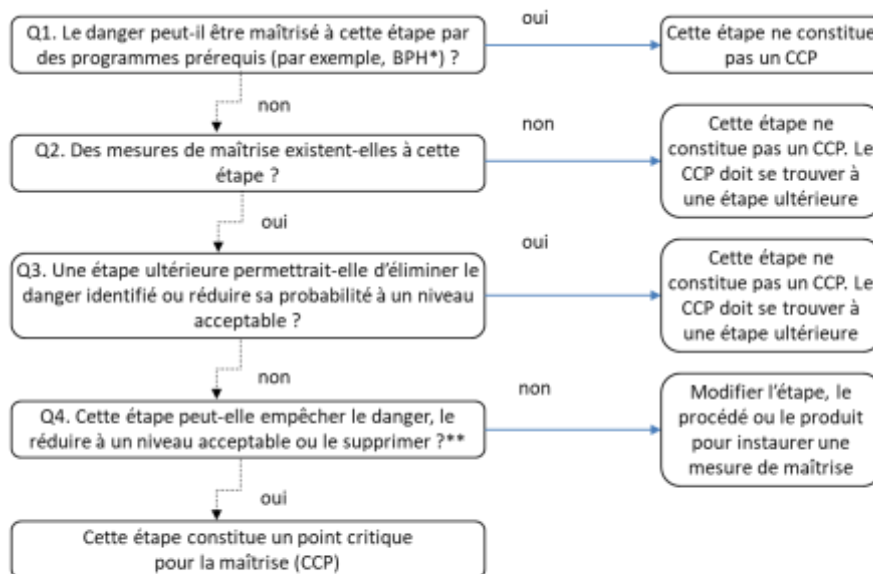 oui
Q1. Le danger peut-il être maîtrisé à cette étape par
des programmes prérequis (par exemple, BPH*) ?
Cette étape ne constitue
pas un CCP
non
non
Q2. Des mesures de maîtrise existent-elles à cette
étape ?
Cette étape ne
constitue pas un CCP. Le
CCP doit se trouver à
une étape ultérieure
oui
oui
Q3. Une étape ultérieure permettrait-elle d'éliminer le
danger identifié ou réduire sa probabilité à un niveau
acceptable ?
Cette étape ne
constitue pas un CCP. Le
CCP doit se trouver à
une étape ultérieure
non
non
Q4. Cette étape peut-elle empêcher le danger, le
réduire à un niveau acceptable ou le supprimer ?**
Modifier l'étape, le
procédé ou le produit
pour instaurer une
mesure de maîtrise
oui
Cette étape constitue un point critique
pour la maîtrise (CCP)